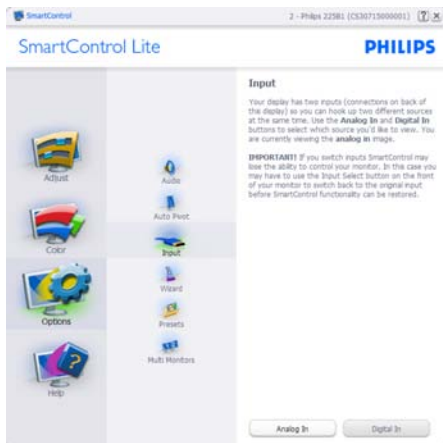 SmartControl
2 - Philips 225B1 (CS30715000001)
SmartControl Lite
PHILIPS
Adjust
Color
Options
Help
Audio
Auto Pivot
Input
Wizard
Presets
Multi Monitors
Input
Your display has two inputs (connections on back of
the display) so you can hook up two different sources
at the same time. Use the Analog In and Digital In
buttons to select which source you'd like to view. You
are currently viewing the analog in image.
IMPORTANT! If you switch inputs SmartControl may
lose the ability to control your monitor. In the case you
may have to use the Input Select button on the front
of your monitor to switch back to the original input
before SmartControl functionality can be restored.
Analog In
Digital In